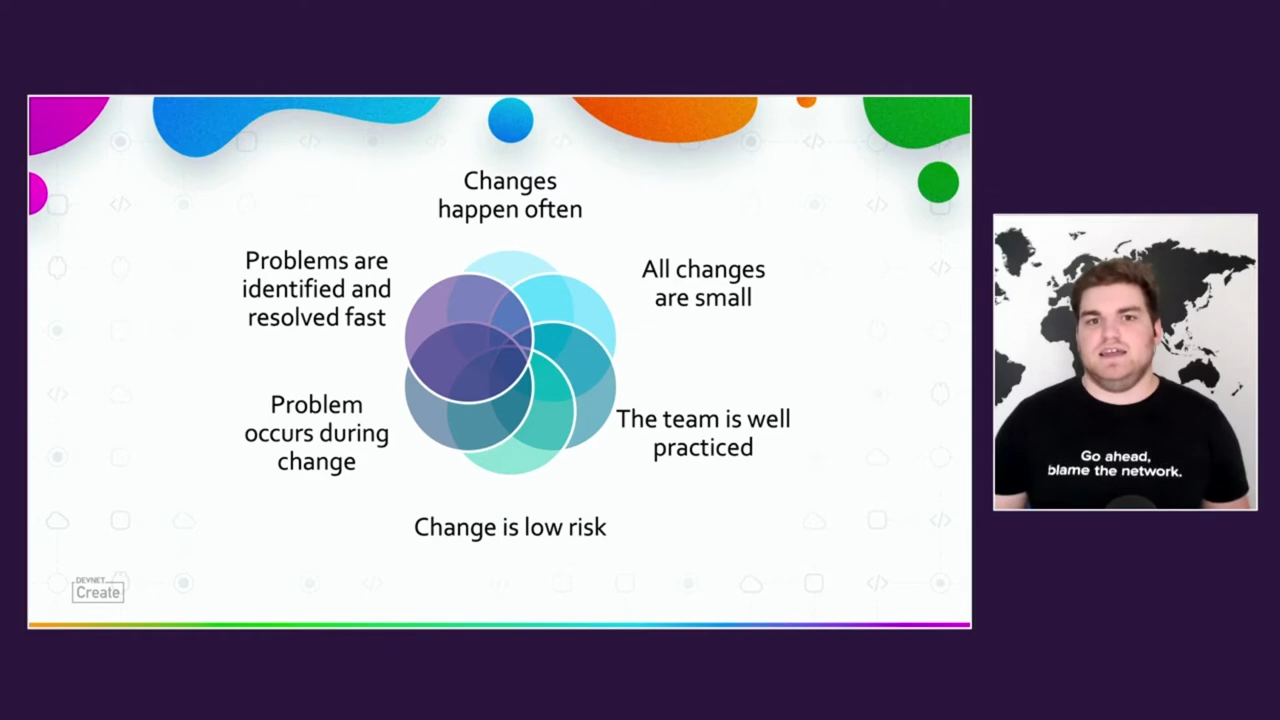 Changes
happen often
All changes
are small
The team is well
practiced
Change is low risk
Problem
occurs during
change
Problems are
identified and
resolved fast
DEVNET
Create
Go ahead,
blame the network.